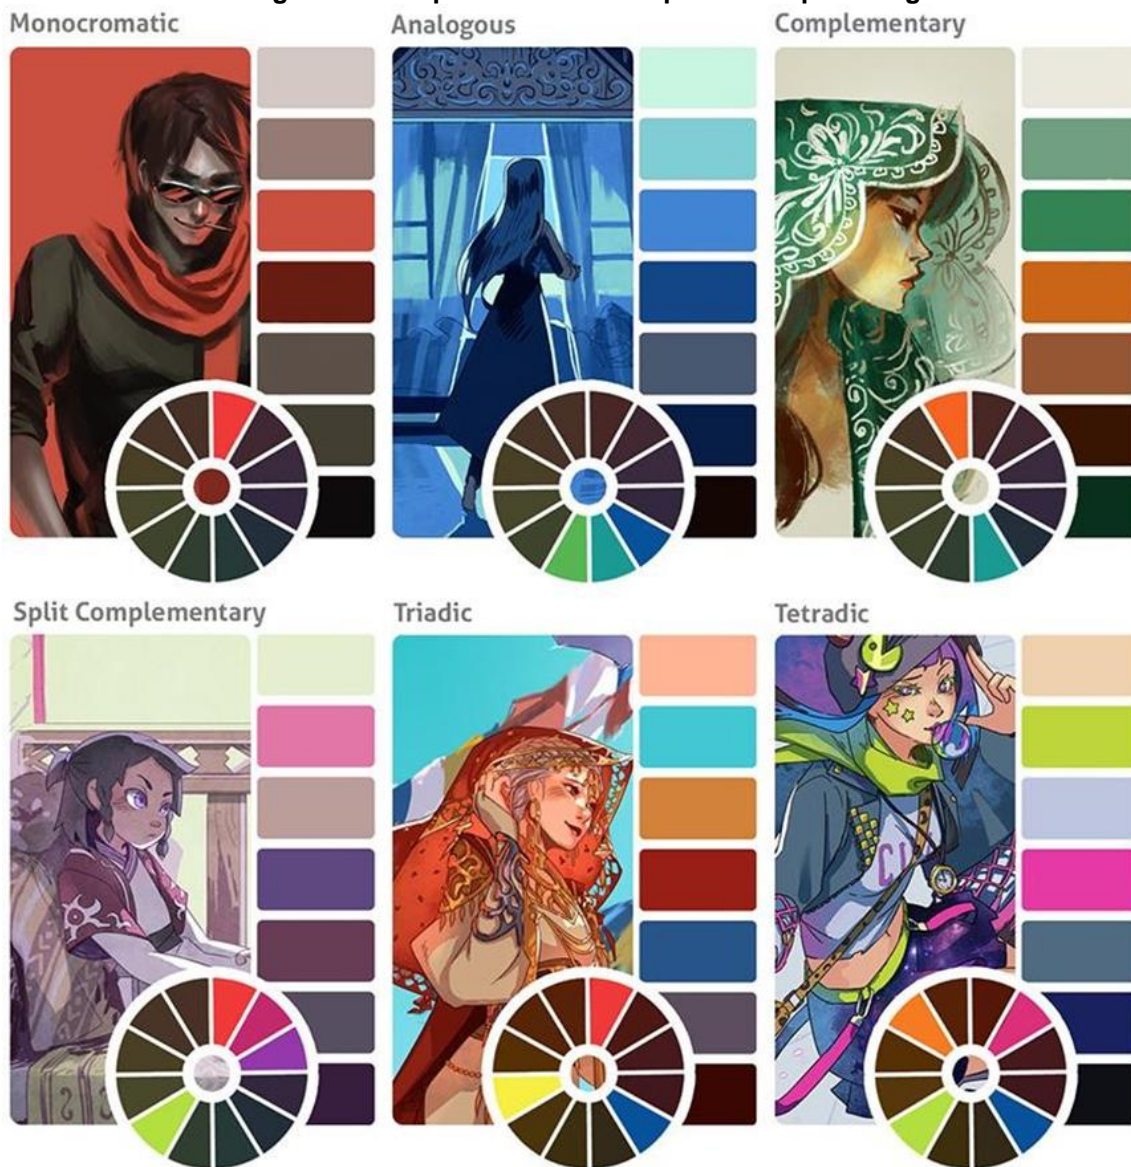 Monocromatic
Analogous
Complementary
Split Complementary
Triadic
Tetradic